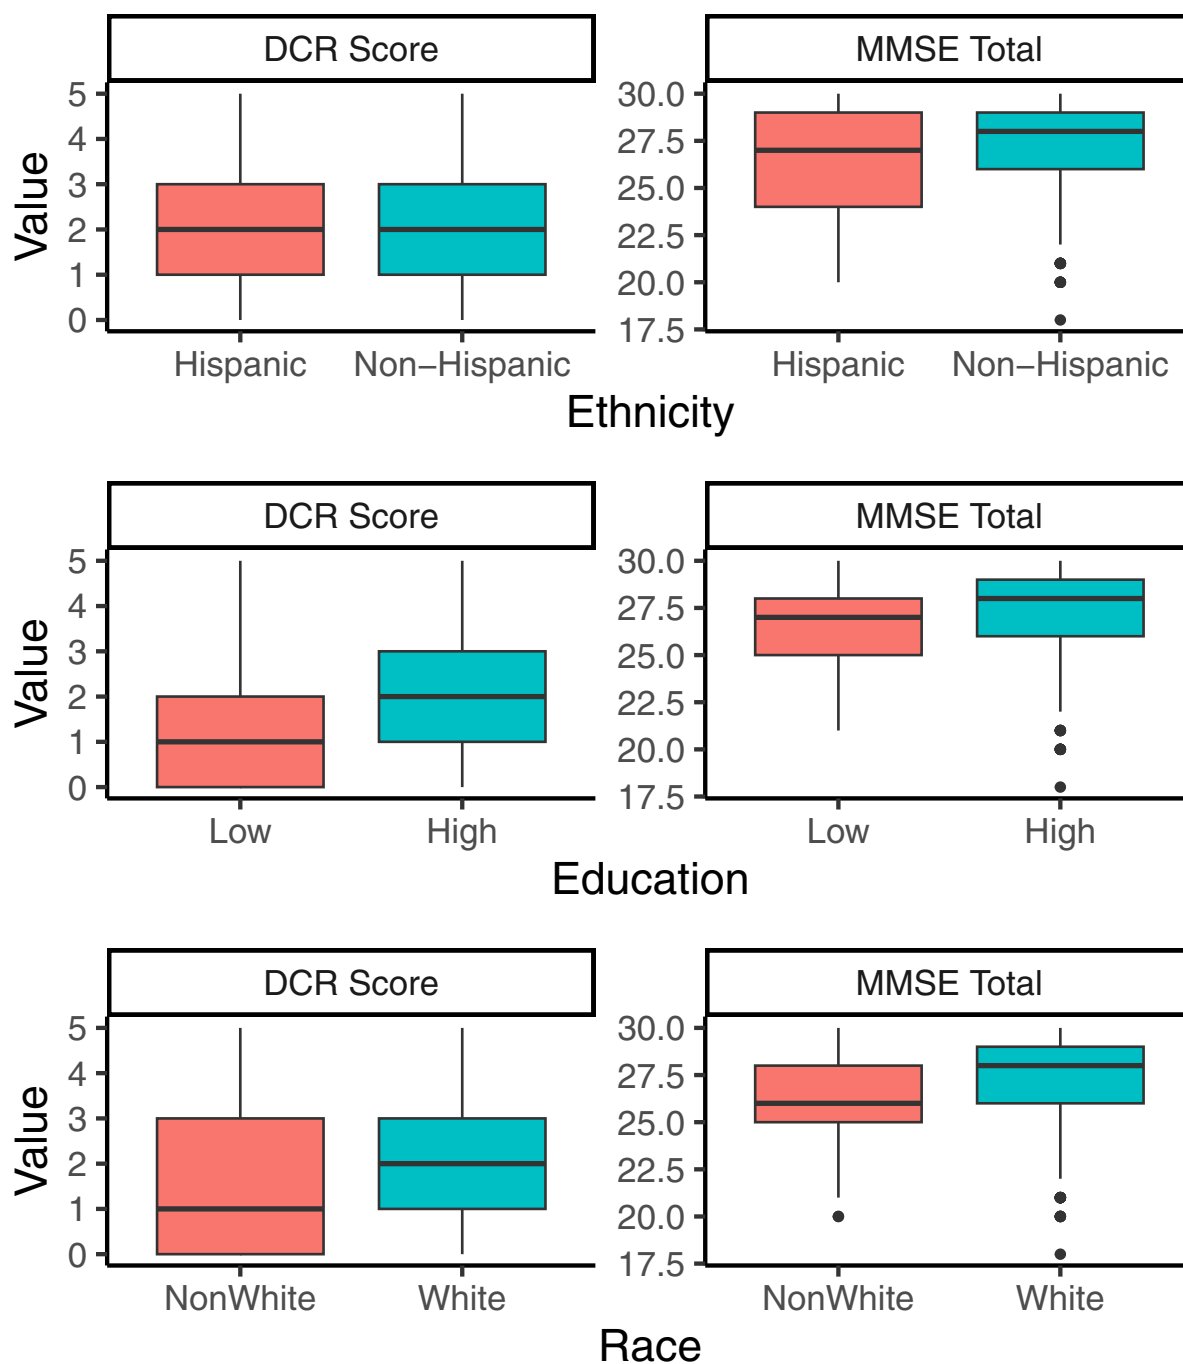 DCR Score MMSE Total
Value
5 30.0
4 27.5
3 25.0
2 22.5
1 20.0
0 17.5
Hispanic Non−Hispanic Hispanic Non−Hispanic
Ethnicity
DCR Score MMSE Total
Value
5 30.0
4 27.5
3 25.0
2 22.5
1 20.0
0 17.5
Low High Low High
Education
DCR Score MMSE Total
Value
5 30.0
4 27.5
3 25.0
2 22.5
1 20.0
0 17.5
NonWhite White NonWhite White
Race